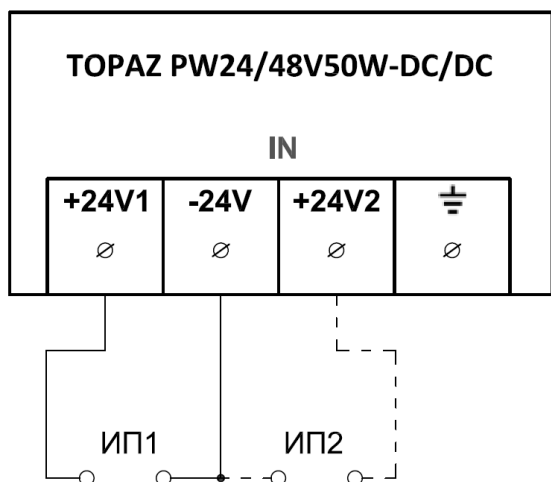 TOPAZ PW24/48V50W-DC/DC
IN
+24V1 -24V +24V2
ИП1 ИП2